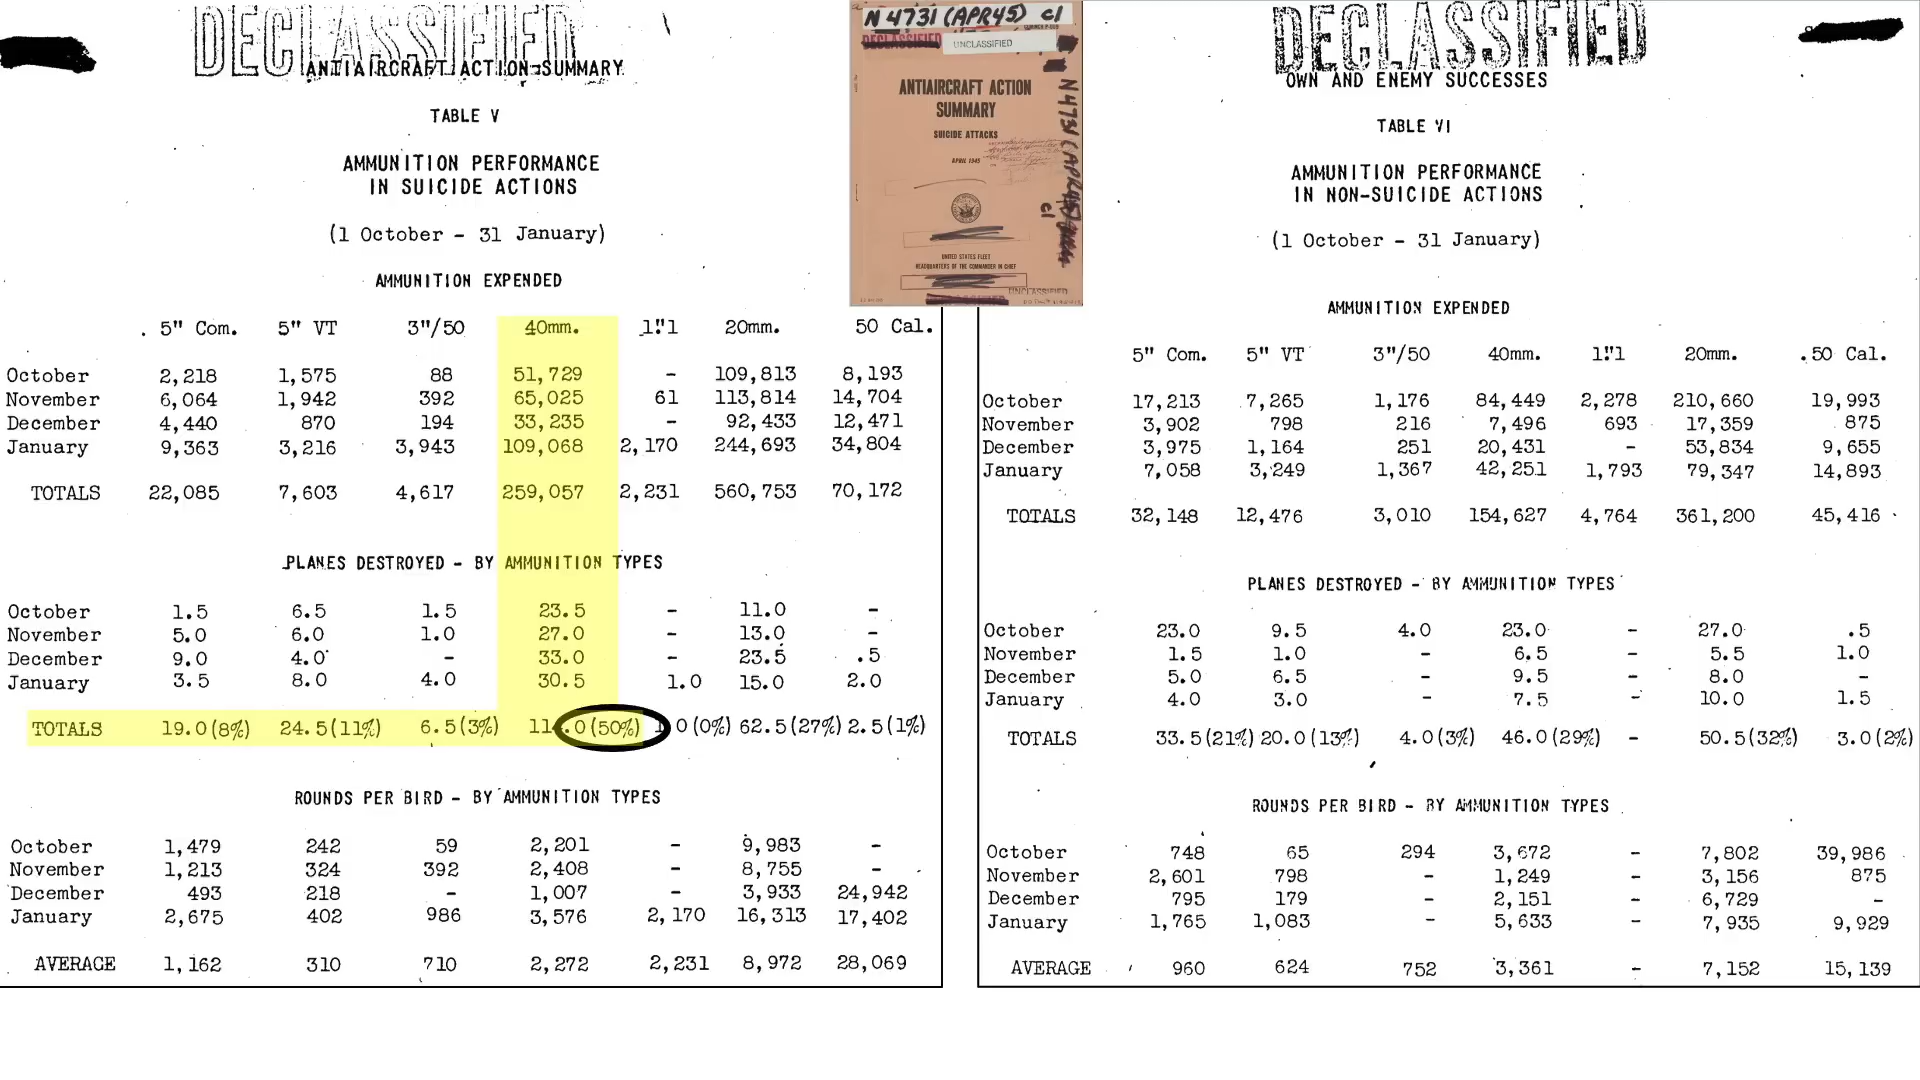 DECLASSIFIED
ANTIAIRCRAFT ACTION SUMMARY
TABLE V
AMMUNITION PERFORMANCE
IN SUICIDE ACTIONS
(1 October - 31 January)
AMMUNITION EXPENDED
5" Com. 5" VT 3"/50 40mm. 1"1 20mm. 50 Cal.
October 2,218 1,575 88 51,729 - 109,813 8,193
November 6,064 1,942 392 65,025 61 113,814 14,704
December 4,440 870 194 33,235 - 92,433 12,471
January 9,363 3,216 3,943 109,068 2,170 244,693 34,804
TOTALS 22,085 7,603 4,617 259,057 2,231 560,753 70,172
PLANES DESTROYED - BY AMMUNITION TYPES
October 1.5 6.5 1.5 23.5 - 11.0 -
November 5.0 6.0 1.0 27.0 - 13.0 -
December 9.0 4.0 - 33.0 - 23.5 .5
January 3.5 8.0 4.0 30.5 1.0 15.0 2.0
TOTALS 19.0(8%) 24.5(11%) 6.5(3%) .0(50%) 0(0%) 62.5(27%) 2.5(1%)
ROUNDS PER BIRD - BY AMMUNITION TYPES
October 1,479 242 59 2,201 - 9,983 -
November 1,213 324 392 2,408 - 8,755 -
December 493 218 - 1,007 - 3,933 24,942
January 2,675 402 986 3,576 2,170 16,313 17,402
AVERAGE 1,162 310 710 2,272 2,231 8,972 28,069
N 4731 (APR45) c1
DECLASSIFIED
UNCLASSIFIED
ANTIAIRCRAFT ACTION
SUMMARY
SUICIDE ATTACKS
APRIL 1945
UNITED STATES FLEET
HEADQUARTERS OF THE COMMANDER IN CHIEF
UNCLASSIFIED
N 4731 (APR45)
c1
DECLASSIFIED
OWN AND ENEMY SUCCESSES
TABLE VI
AMMUNITION PERFORMANCE
IN NON-SUICIDE ACTIONS
(1 October - 31 January)
AMMUNITION EXPENDED
5" Com. 5" VT 3"/50 40mm. 1"1 20mm. .50 Cal.
October 17,213 7,265 1,176 84,449 2,278 210,660 19,993
November 3,902 798 216 7,496 693 17,359 875
December 3,975 1,164 251 20,431 - 53,834 9,655
January 7,058 3,249 1,367 42,251 1,793 79,347 14,893
TOTALS 32,148 12,476 3,010 154,627 4,764 361,200 45,416
PLANES DESTROYED - BY AMMUNITION TYPES
October 23.0 9.5 4.0 23.0 - 27.0 .5
November 1.5 1.0 - 6.5 - 5.5 1.0
December 5.0 6.5 - 9.5 - 8.0 -
January 4.0 3.0 - 7.5 - 10.0 1.5
TOTALS 33.5(21%) 20.0(13%) 4.0(3%) 46.0(29%) - 50.5(32%) 3.0(2%)
ROUNDS PER BIRD - BY AMMUNITION TYPES
October 748 65 294 3,672 - 7,802 39,986
November 2,601 798 - 1,249 - 3,156 875
December 795 179 - 2,151 - 6,729 -
January 1,765 1,083 - 5,633 - 7,935 9,929
AVERAGE 960 624 752 3,361 - 7,152 15,139